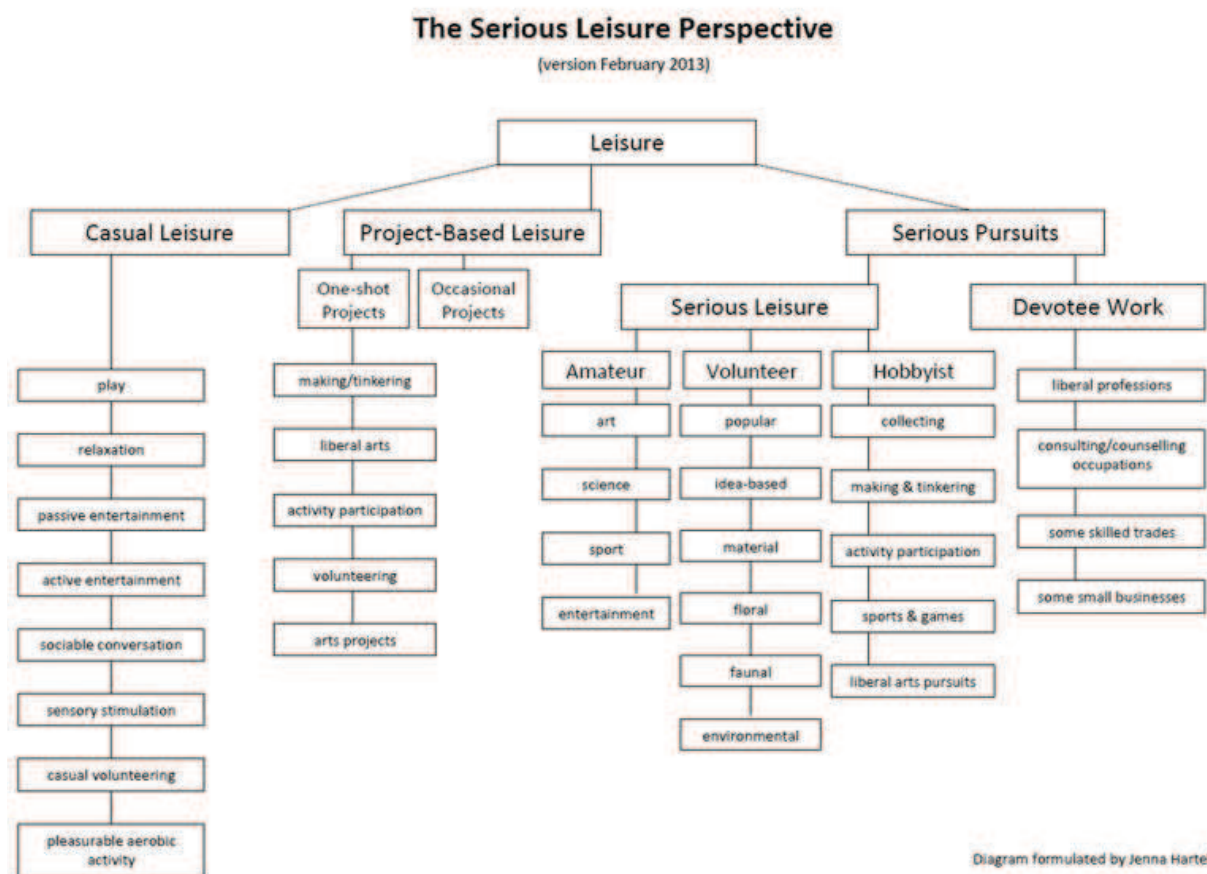 The Serious Leisure Perspective
(version February 2013)
Leisure
Casual Leisure
Project-Based Leisure
Serious Pursuits
One-shot
Projects
Occasional
Projects
Serious Leisure
Devotee Work
Amateur
Volunteer
Hobbyist
play
relaxation
passive entertainment
active entertainment
sociable conversation
sensory stimulation
casual volunteering
pleasurable aerobic
activity
making/tinkering
liberal arts
activity participation
volunteering
arts projects
art
science
sport
entertainment
popular
idea-based
material
floral
faunal
environmental
collecting
making & tinkering
activity participation
sports & games
liberal arts pursuits
liberal professions
consulting/counselling
occupations
some skilled trades
some small businesses
Diagram formulated by Jenna Harte